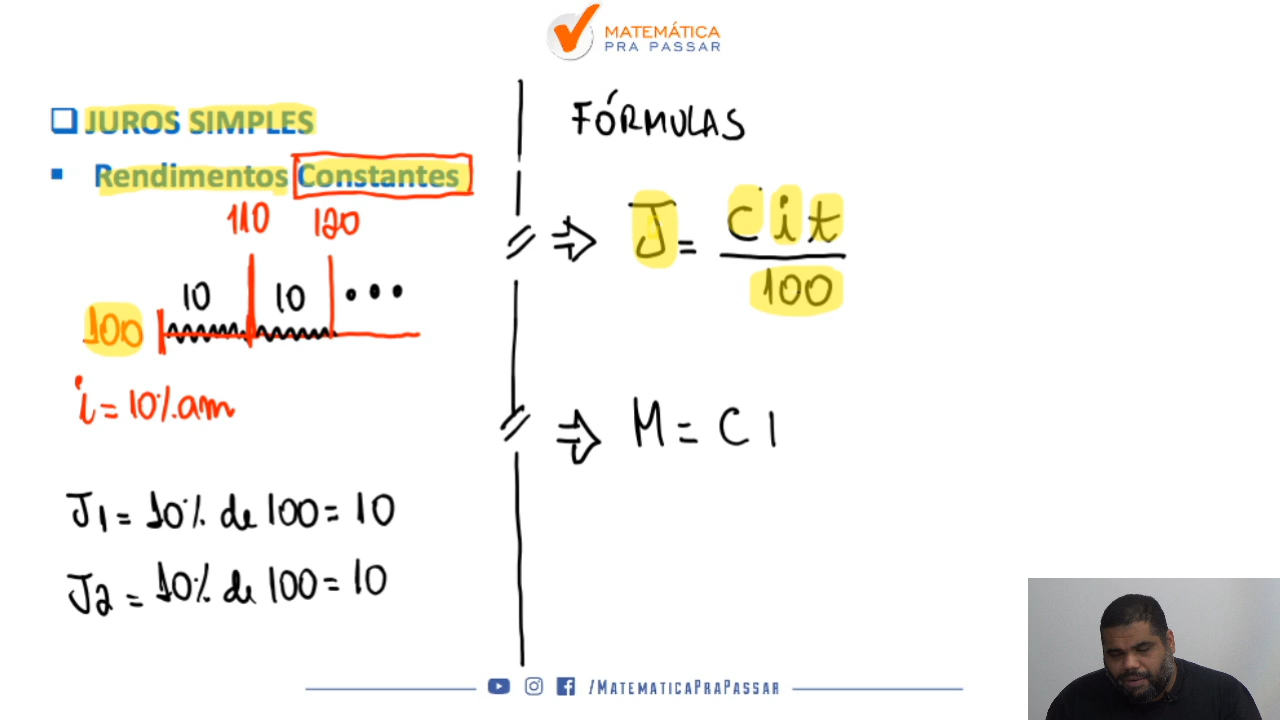 MATEMÁTICA
PRA PASSAR
JUROS SIMPLES
Rendimentos Constantes
110 120
10 10 •••
100
i = 10% am
J1 = 10% de 100 = 10
J2 = 10% de 100 = 10
FÓRMULAS
⇒ J = cit
100
⇒ M = C I
/MATEMATICAPRAPASSAR